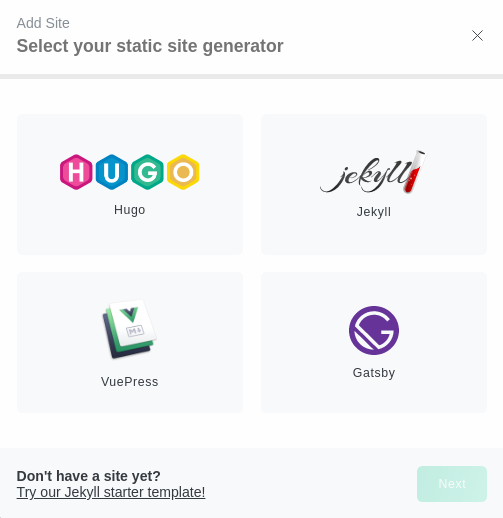 Add Site
Select your static site generator
HUGO
Hugo
jekyll
Jekyll
M↓
VuePress
Gatsby
Don't have a site yet?
Try our Jekyll starter template!
Next